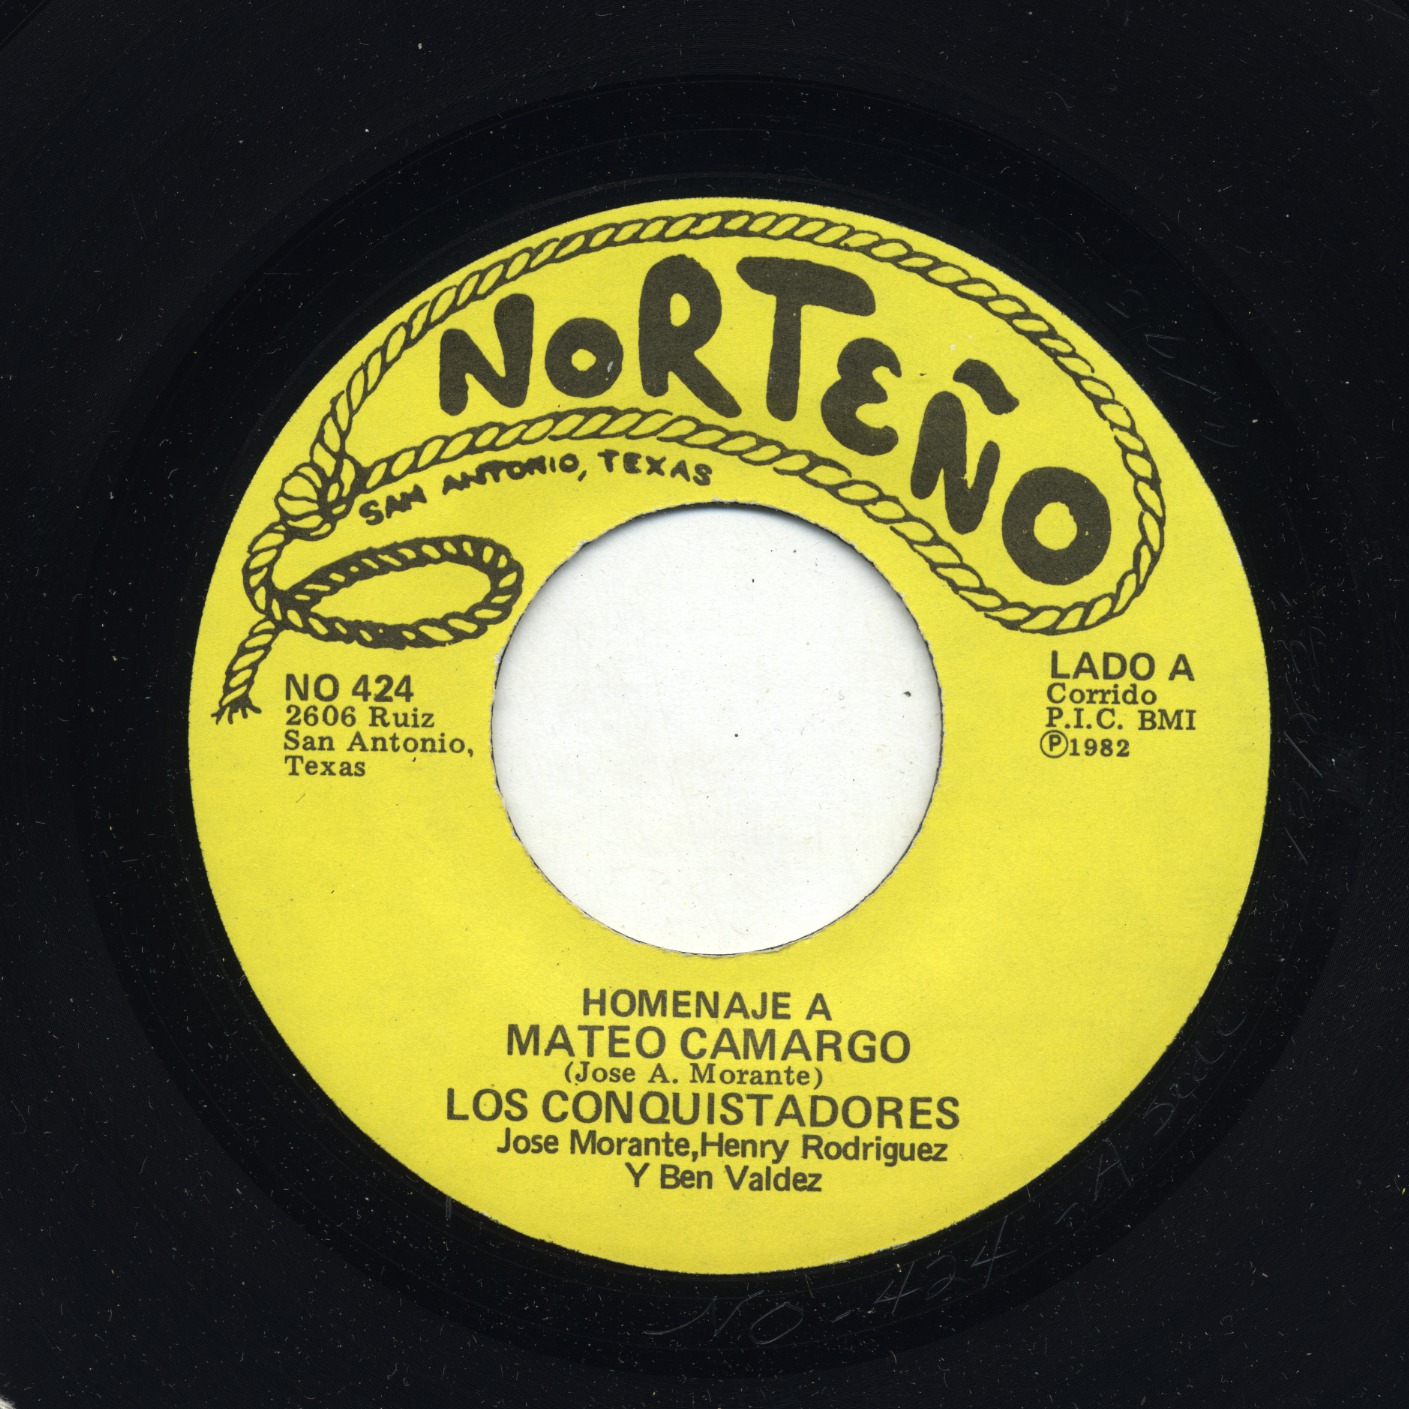 NORTEÑO
SAN ANTONIO, TEXAS
NO 424
2606 Ruiz
San Antonio,
Texas
LADO A
Corrido
P.I.C. BMI
Ⓟ1982
HOMENAJE A
MATEO CAMARGO
(Jose A. Morante)
LOS CONQUISTADORES
Jose Morante,Henry Rodriguez
Y Ben Valdez
NO-424-A